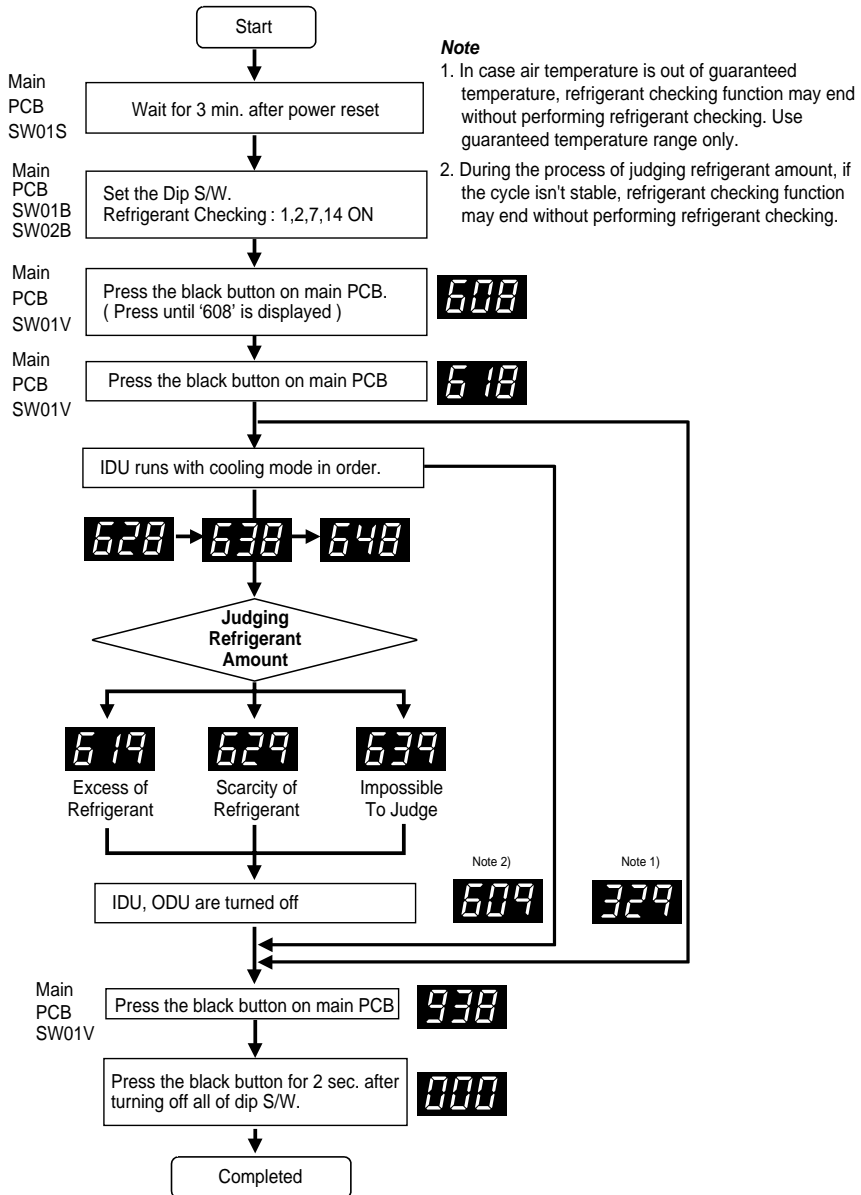 Start
Note
1. In case air temperature is out of guaranteed
temperature, refrigerant checking function may end
without performing refrigerant checking. Use
guaranteed temperature range only.
2. During the process of judging refrigerant amount, if
the cycle isn't stable, refrigerant checking function
may end without performing refrigerant checking.
Main
PCB
SW01S
Wait for 3 min. after power reset
Main
PCB
SW01B
SW02B
Set the Dip S/W.
Refrigerant Checking : 1,2,7,14 ON
Main
PCB
SW01V
Press the black button on main PCB.
( Press until '608' is displayed )
608
Main
PCB
SW01V
Press the black button on main PCB
618
IDU runs with cooling mode in order.
628 638 648
Judging
Refrigerant
Amount
619
Excess of
Refrigerant
629
Scarcity of
Refrigerant
639
Impossible
To Judge
Note 2)
609
Note 1)
329
IDU, ODU are turned off
Main
PCB
SW01V
Press the black button on main PCB
938
Press the black button for 2 sec. after
turning off all of dip S/W.
000
Completed